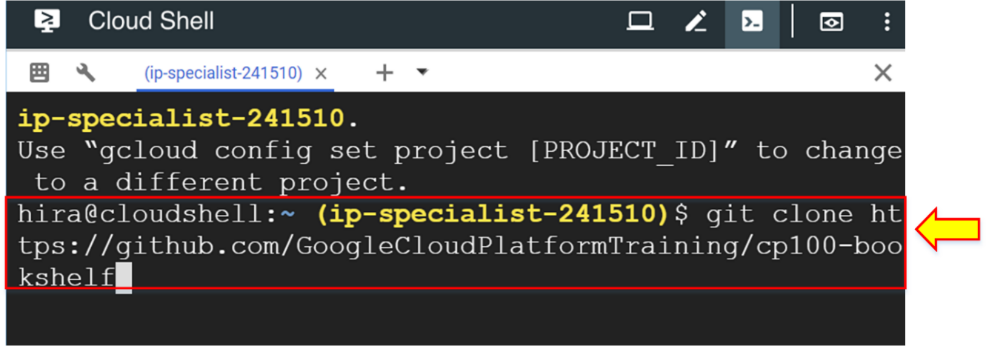 Cloud Shell
(ip-specialist-241510)
ip-specialist-241510.
Use “gcloud config set project [PROJECT_ID]” to change
to a different project.
hira@cloudshell:~ (ip-specialist-241510)$ git clone ht
tps://github.com/GoogleCloudPlatformTraining/cp100-boo
kshelf